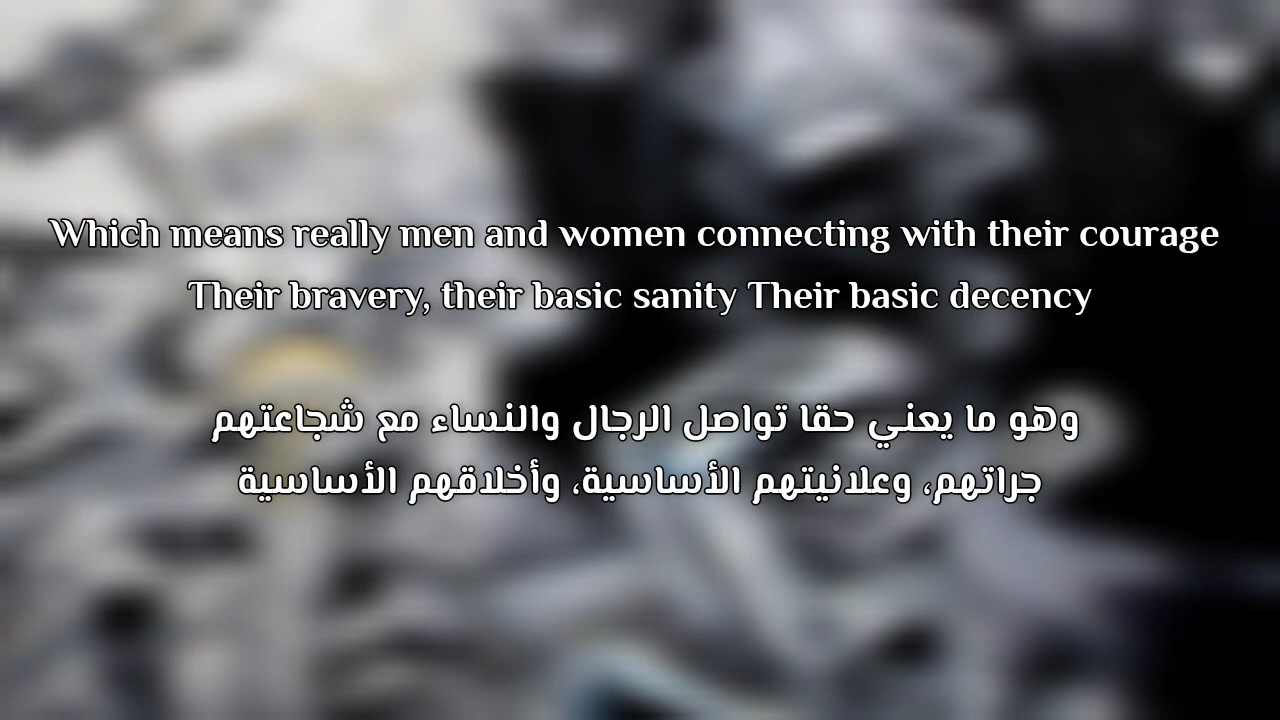 Which means really men and women connecting with their courage
Their bravery, their basic sanity Their basic decency
وهو ما يعني حقا تواصل الرجال والنساء مع شجاعتهم
جراتهم، وعلانيتهم الأساسية، وأخلاقهم الأساسية